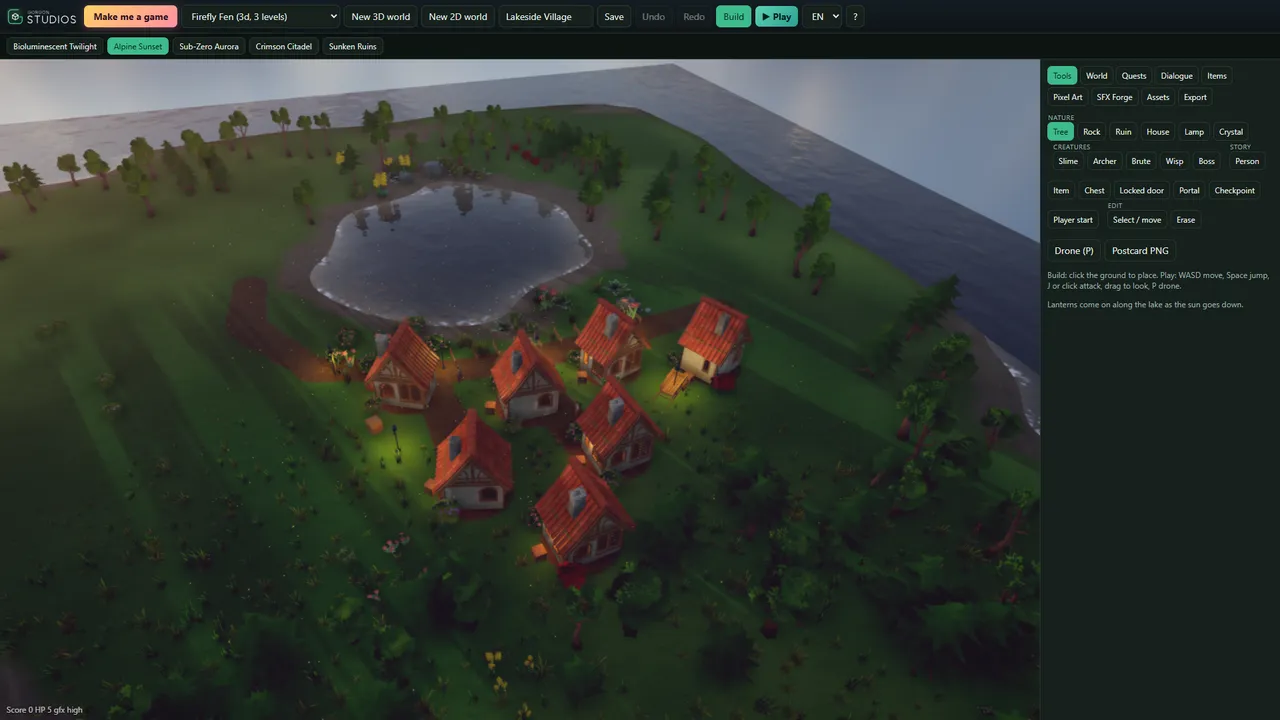 GORGON
STUDIOS
Make me a game
Firefly Fen (3d, 3 levels)
New 3D world
New 2D world
Lakeside Village
Save
Undo
Redo
Build
▶ Play
EN
?
Bioluminescent Twilight
Alpine Sunset
Sub-Zero Aurora
Crimson Citadel
Sunken Ruins
Tools
World
Quests
Dialogue
Items
Pixel Art
SFX Forge
Assets
Export
NATURE
Tree
Rock
Ruin
House
Lamp
Crystal
CREATURES
Slime
Archer
Brute
Wisp
Boss
STORY
Person
Item
Chest
Locked door
Portal
Checkpoint
Player start
EDIT
Select / move
Erase
Drone (P)
Postcard PNG
Build: click the ground to place. Play: WASD move, Space jump,
J or click attack, drag to look, P drone.
Lanterns come on along the lake as the sun goes down.
Score 0 HP 5 gfx high